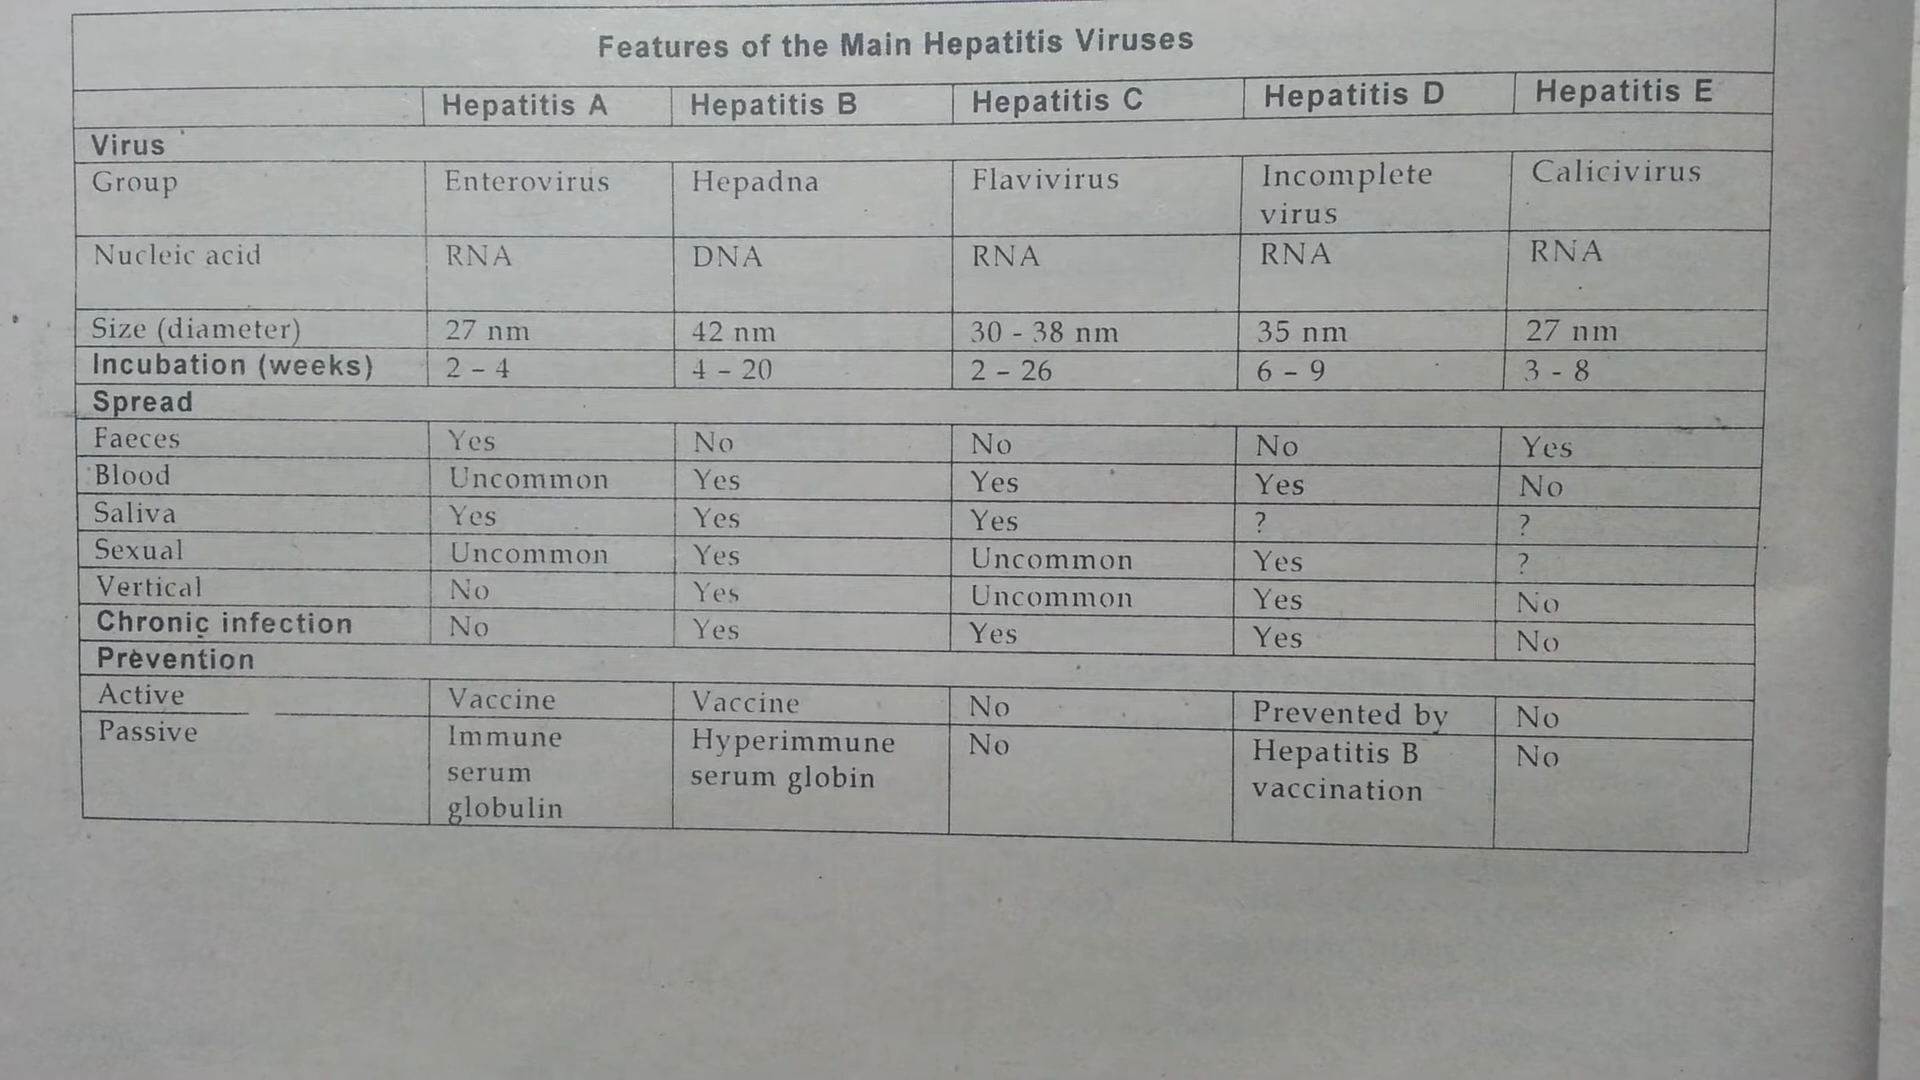 Features of the Main Hepatitis Viruses
Hepatitis A Hepatitis B Hepatitis C Hepatitis D Hepatitis E
Virus
Group Enterovirus Hepadna Flavivirus Incomplete virus Calicivirus
Nucleic acid RNA DNA RNA RNA RNA
Size (diameter) 27 nm 42 nm 30 - 38 nm 35 nm 27 nm
Incubation (weeks) 2 – 4 4 – 20 2 – 26 6 – 9 3 - 8
Spread
Faeces Yes No No No Yes
Blood Uncommon Yes Yes Yes No
Saliva Yes Yes Yes ? ?
Sexual Uncommon Yes Uncommon Yes ?
Vertical No Yes Uncommon Yes No
Chronic infection No Yes Yes Yes No
Prevention
Active Vaccine Vaccine No Prevented by No
Passive Immune serum globulin Hyperimmune serum globin No Hepatitis B vaccination No